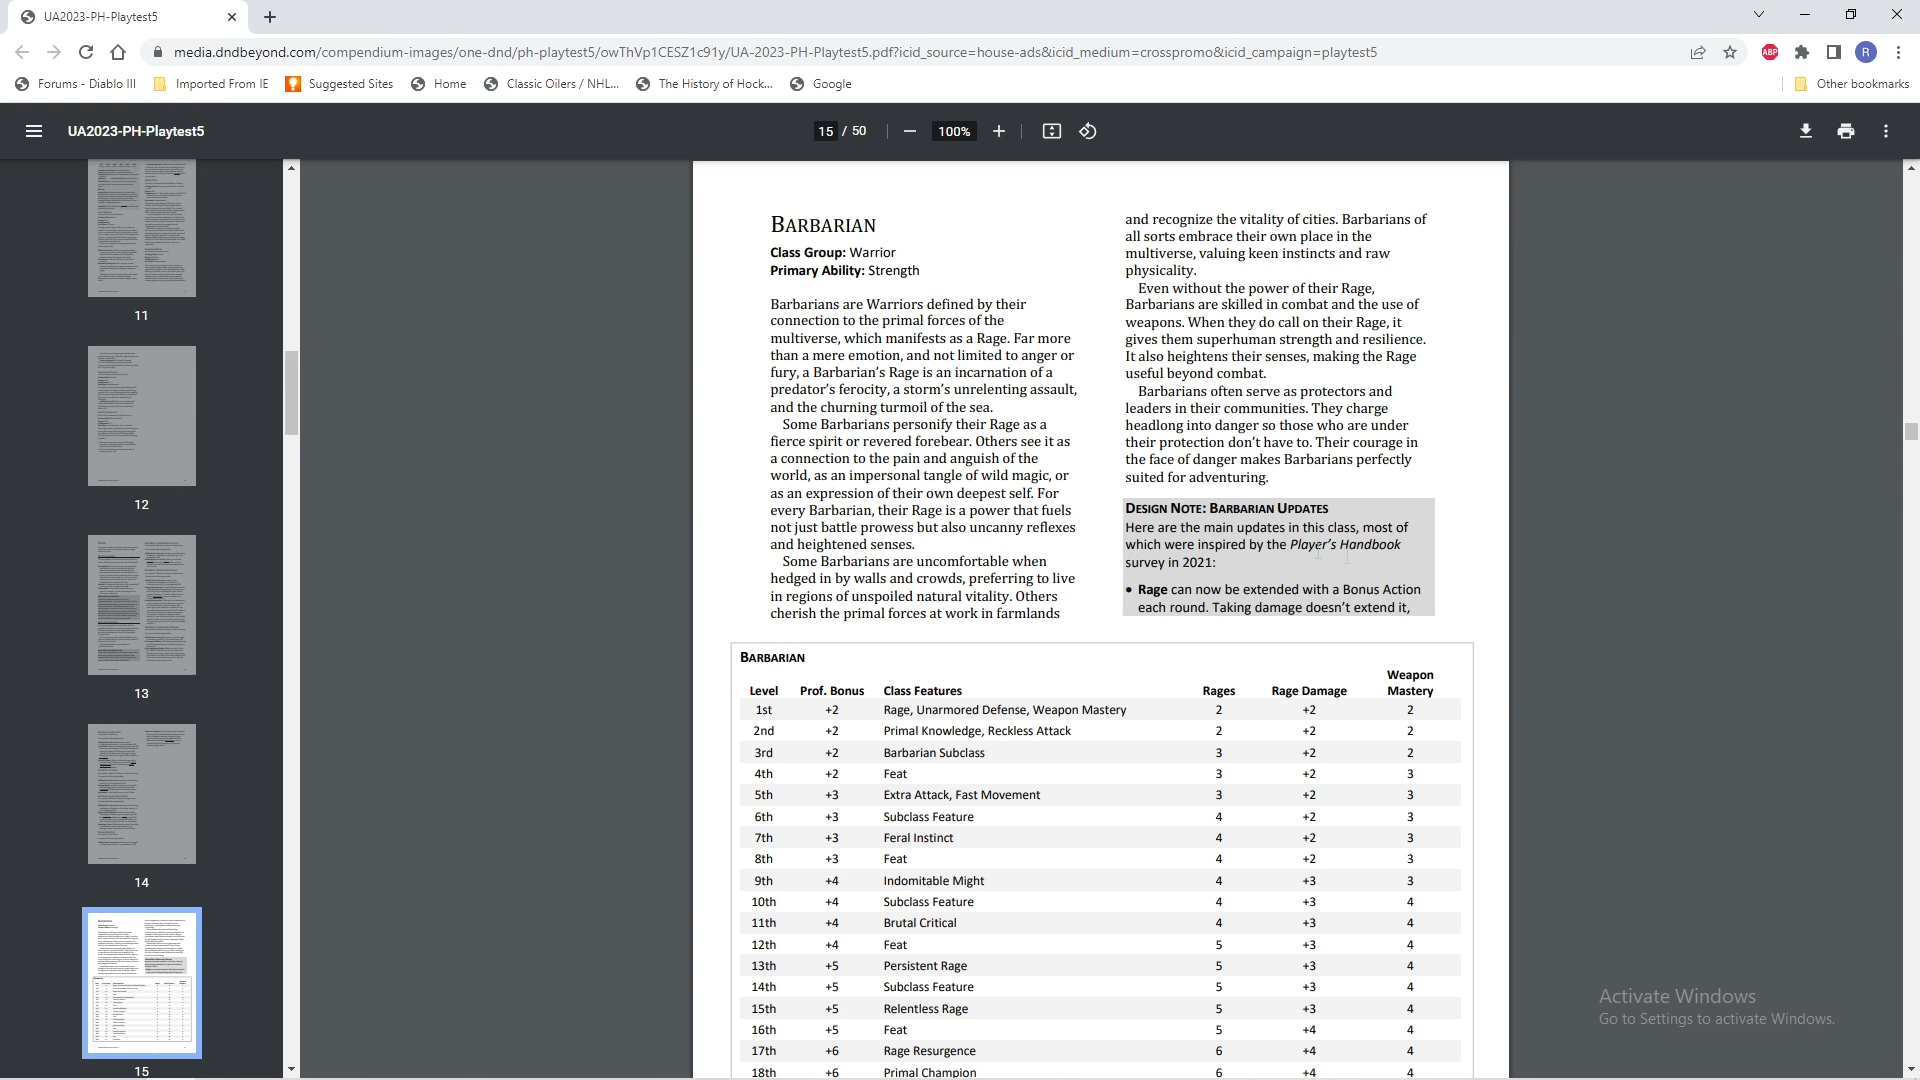 UA2023-PH-Playtest5
media.dndbeyond.com/compendium-images/one-dnd/ph-playtest5/owThVp1CESZ1c91y/UA-2023-PH-Playtest5.pdf?icid_source=house-ads&icid_medium=crosspromo&icid_campaign=playtest5
ABP
R
Forums - Diablo III
Imported From IE
Suggested Sites
Home
Classic Oilers / NHL...
The History of Hock...
Google
Other bookmarks
UA2023-PH-Playtest5
15 / 50
100%
11
12
13
14
15
BARBARIAN
Class Group: Warrior
Primary Ability: Strength
Barbarians are Warriors defined by their
connection to the primal forces of the
multiverse, which manifests as a Rage. Far more
than a mere emotion, and not limited to anger or
fury, a Barbarian's Rage is an incarnation of a
predator's ferocity, a storm's unrelenting assault,
and the churning turmoil of the sea.
Some Barbarians personify their Rage as a
fierce spirit or revered forebear. Others see it as
a connection to the pain and anguish of the
world, as an impersonal tangle of wild magic, or
as an expression of their own deepest self. For
every Barbarian, their Rage is a power that fuels
not just battle prowess but also uncanny reflexes
and heightened senses.
Some Barbarians are uncomfortable when
hedged in by walls and crowds, preferring to live
in regions of unspoiled natural vitality. Others
cherish the primal forces at work in farmlands
and recognize the vitality of cities. Barbarians of
all sorts embrace their own place in the
multiverse, valuing keen instincts and raw
physicality.
Even without the power of their Rage,
Barbarians are skilled in combat and the use of
weapons. When they do call on their Rage, it
gives them superhuman strength and resilience.
It also heightens their senses, making the Rage
useful beyond combat.
Barbarians often serve as protectors and
leaders in their communities. They charge
headlong into danger so those who are under
their protection don't have to. Their courage in
the face of danger makes Barbarians perfectly
suited for adventuring.
DESIGN NOTE: BARBARIAN UPDATES
Here are the main updates in this class, most of
which were inspired by the Player's Handbook
survey in 2021:
• Rage can now be extended with a Bonus Action
each round. Taking damage doesn't extend it,
BARBARIAN
Level Prof. Bonus Class Features Rages Rage Damage Weapon Mastery
1st +2 Rage, Unarmored Defense, Weapon Mastery 2 +2 2
2nd +2 Primal Knowledge, Reckless Attack 2 +2 2
3rd +2 Barbarian Subclass 3 +2 2
4th +2 Feat 3 +2 3
5th +3 Extra Attack, Fast Movement 3 +2 3
6th +3 Subclass Feature 4 +2 3
7th +3 Feral Instinct 4 +2 3
8th +3 Feat 4 +2 3
9th +4 Indomitable Might 4 +3 3
10th +4 Subclass Feature 4 +3 4
11th +4 Brutal Critical 4 +3 4
12th +4 Feat 5 +3 4
13th +5 Persistent Rage 5 +3 4
14th +5 Subclass Feature 5 +3 4
15th +5 Relentless Rage 5 +3 4
16th +5 Feat 5 +4 4
17th +6 Rage Resurgence 6 +4 4
18th +6 Primal Champion 6 +4 4
Activate Windows
Go to Settings to activate Windows.